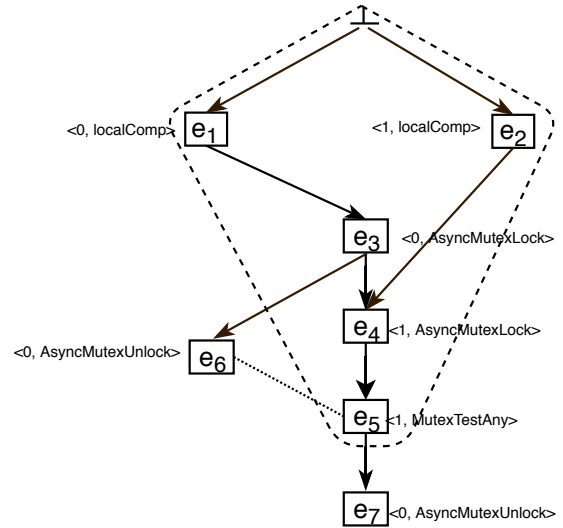 ⊥
<0, localComp> e1
<1, localComp> e2
e3 <0, AsyncMutexLock>
e4 <1, AsyncMutexLock>
<0, AsyncMutexUnlock> e6
e5 <1, MutexTestAny>
e7 <0, AsyncMutexUnlock>